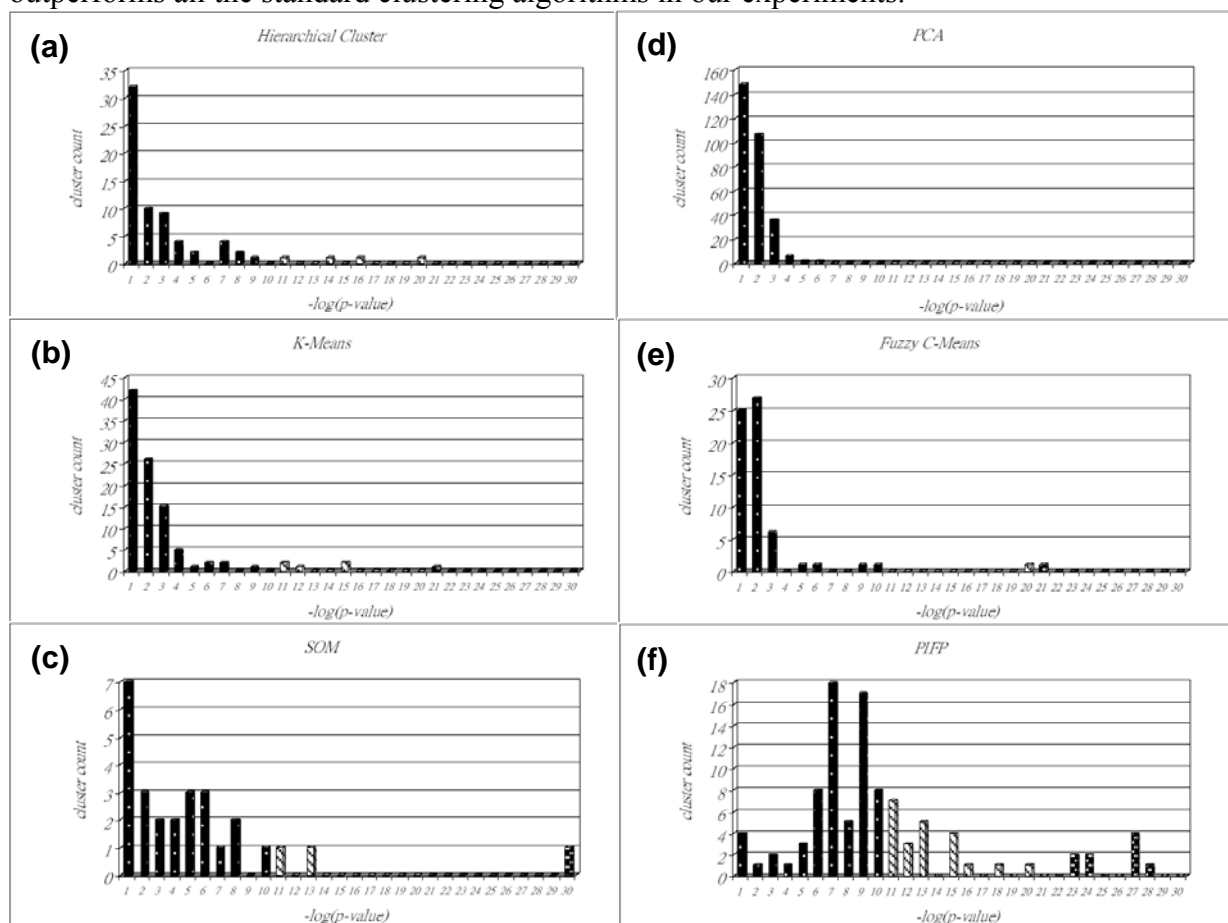 outperforms all the standard clustering algorithms in our experiments.
(a)
Hierarchical Cluster
cluster count
35
30
25
20
15
10
5
0
1 2 3 4 5 6 7 8 9 10 11 12 13 14 15 16 17 18 19 20 21 22 23 24 25 26 27 28 29 30
-log(p-value)
(b)
K-Means
cluster count
45
40
35
30
25
20
15
10
5
0
1 2 3 4 5 6 7 8 9 10 11 12 13 14 15 16 17 18 19 20 21 22 23 24 25 26 27 28 29 30
-log(p-value)
(c)
SOM
cluster count
7
6
5
4
3
2
1
0
1 2 3 4 5 6 7 8 9 10 11 12 13 14 15 16 17 18 19 20 21 22 23 24 25 26 27 28 29 30
-log(p-value)
(d)
PCA
cluster count
160
140
120
100
80
60
40
20
0
1 2 3 4 5 6 7 8 9 10 11 12 13 14 15 16 17 18 19 20 21 22 23 24 25 26 27 28 29 30
-log(p-value)
(e)
Fuzzy C-Means
cluster count
30
25
20
15
10
5
0
1 2 3 4 5 6 7 8 9 10 11 12 13 14 15 16 17 18 19 20 21 22 23 24 25 26 27 28 29 30
-log(p-value)
(f)
PIFP
cluster count
18
16
14
12
10
8
6
4
2
0
1 2 3 4 5 6 7 8 9 10 11 12 13 14 15 16 17 18 19 20 21 22 23 24 25 26 27 28 29 30
-log(p-value)